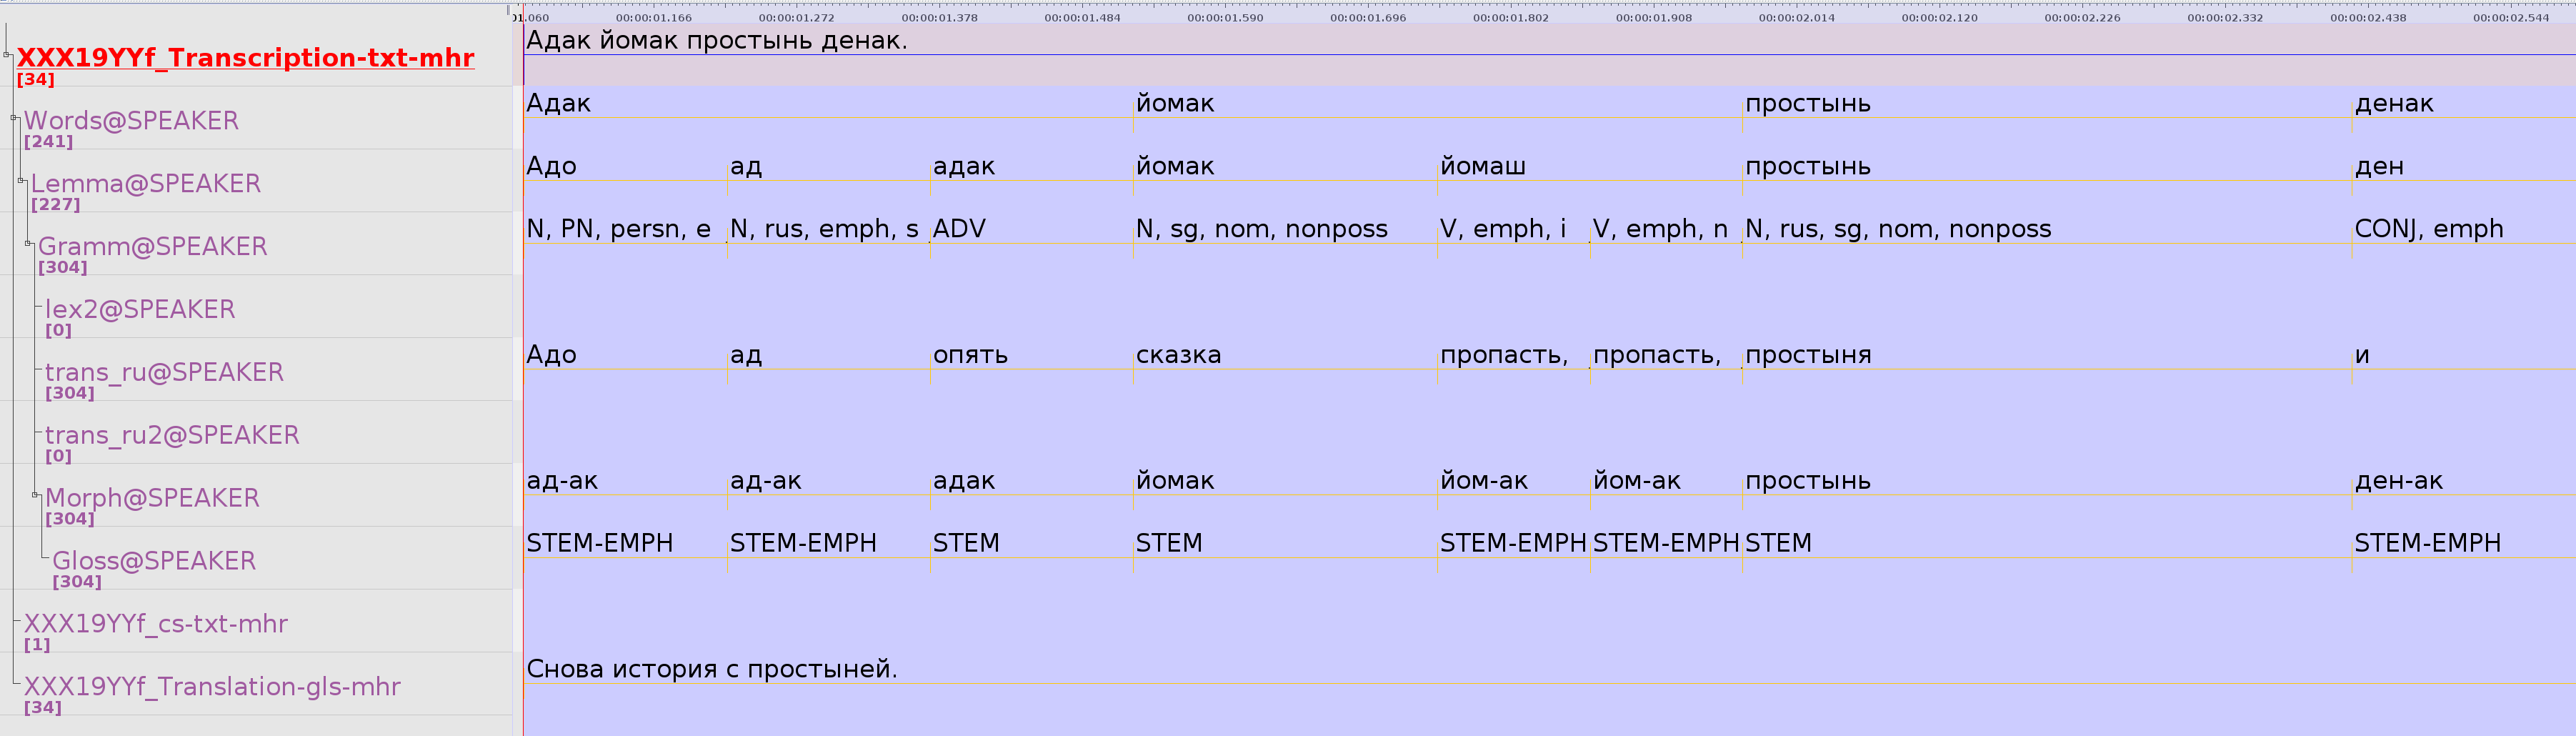 01.060 00:00:01.166 00:00:01.272 00:00:01.378 00:00:01.484 00:00:01.590 00:00:01.696 00:00:01.802 00:00:01.908 00:00:02.014 00:00:02.120 00:00:02.226 00:00:02.332 00:00:02.438 00:00:02.544
Адак йомак простынь денак.
XXX19YYf_Transcription-txt-mhr
[34]
Адак йомак простынь денак
Words@SPEAKER
[241]
Адо ад адак йомак йомаш простынь ден
Lemma@SPEAKER
[227]
N, PN, persn, e N, rus, emph, s ADV N, sg, nom, nonposs V, emph, i V, emph, n N, rus, sg, nom, nonposs CONJ, emph
Gramm@SPEAKER
[304]
lex2@SPEAKER
[0]
Адо ад опять сказка пропасть, пропасть, простыня и
trans_ru@SPEAKER
[304]
trans_ru2@SPEAKER
[0]
ад-ак ад-ак адак йомак йом-ак йом-ак простынь ден-ак
Morph@SPEAKER
[304]
STEM-EMPH STEM-EMPH STEM STEM STEM-EMPH STEM-EMPH STEM STEM-EMPH
Gloss@SPEAKER
[304]
XXX19YYf_cs-txt-mhr
[1]
Снова история с простыней.
XXX19YYf_Translation-gls-mhr
[34]